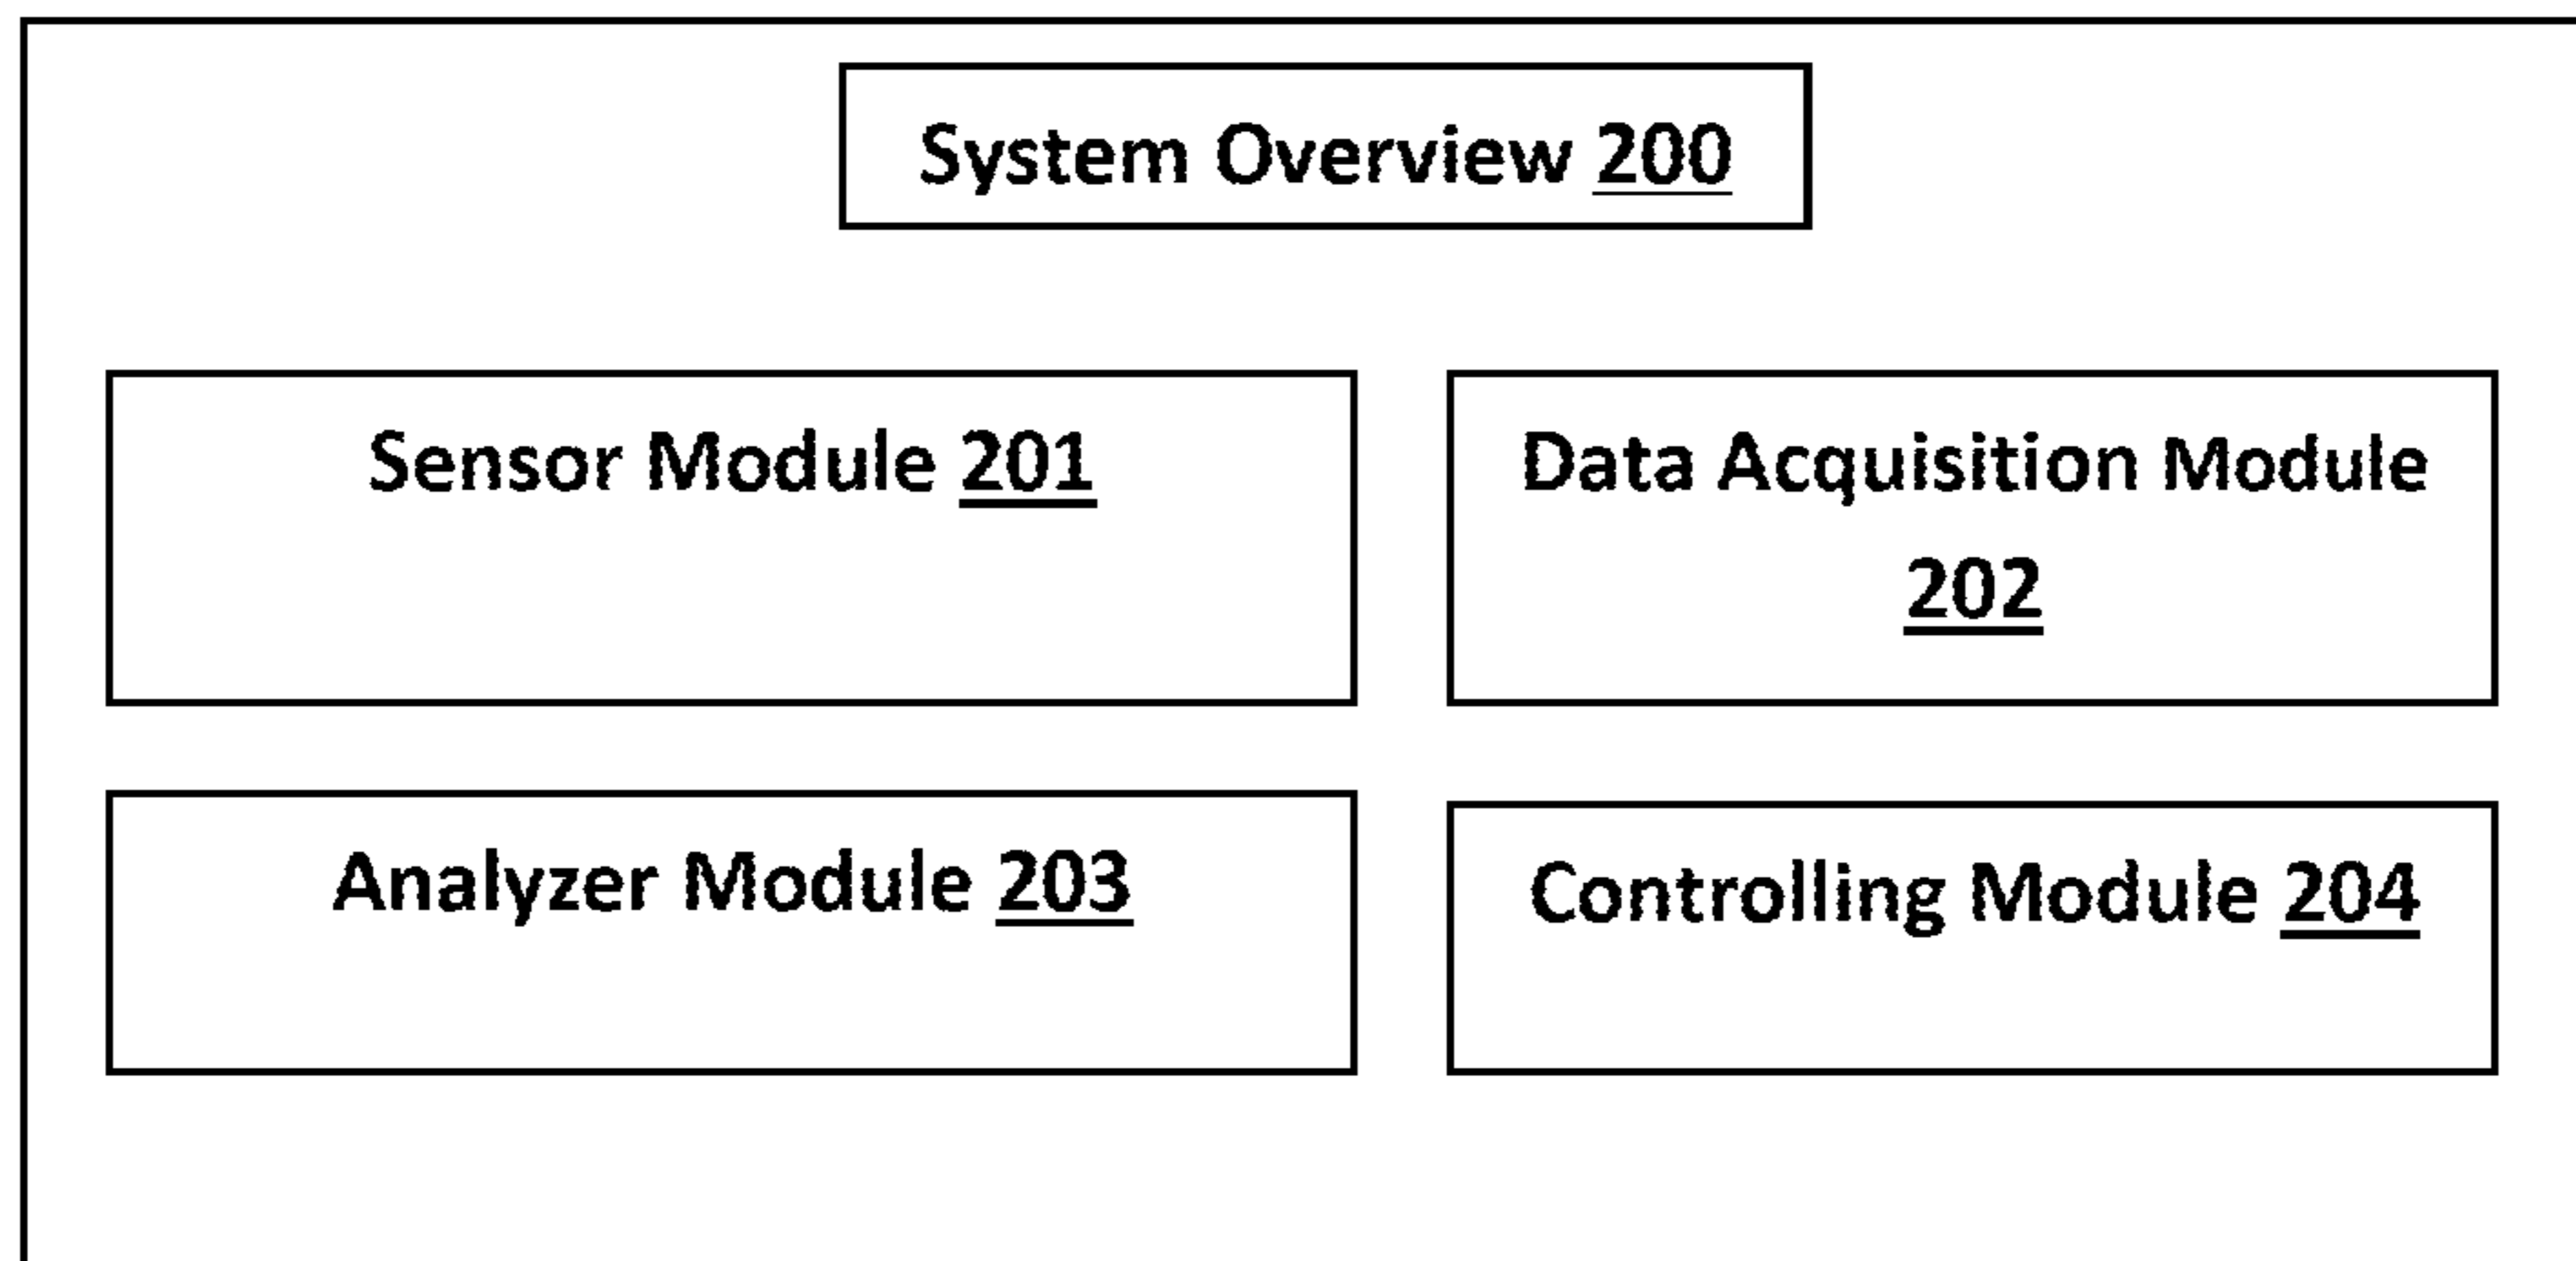 System Overview 200
Sensor Module 201
Data Acquisition Module
202
Analyzer Module 203
Controlling Module 204